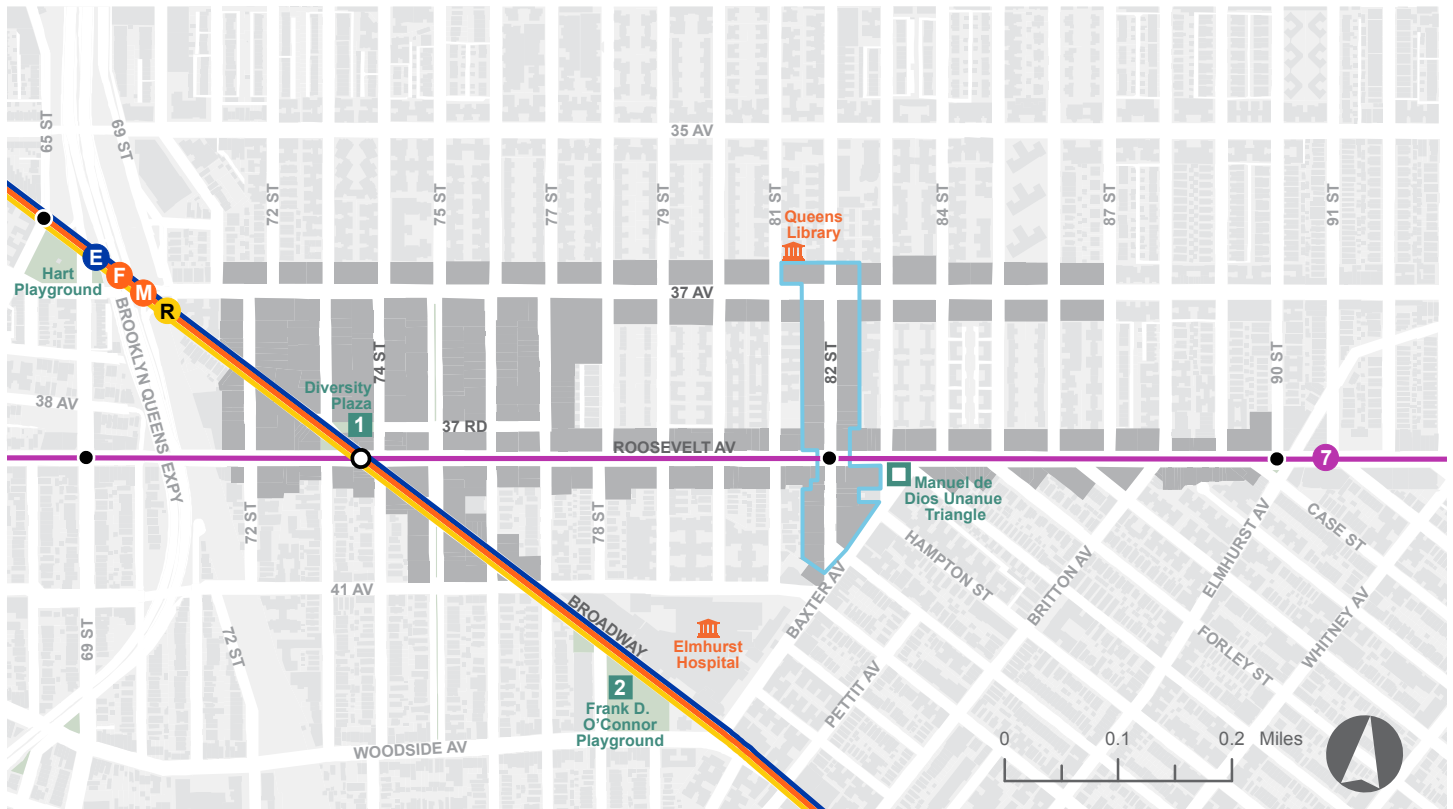 35 AV
65 ST
69 ST
72 ST
75 ST
77 ST
79 ST
81 ST
84 ST
87 ST
91 ST
Queens
Library
E
F
M
R
Hart
Playground
37 AV
BROOKLYN QUEENS EXPY
74 ST
82 ST
90 ST
Diversity
Plaza
1
38 AV
37 RD
ROOSEVELT AV
7
Manuel de
Dios Unanue
Triangle
72 ST
78 ST
CASE ST
HAMPTON ST
ELMHURST AV
BRITTON AV
41 AV
BAXTER AV
BROADWAY
69 ST
72 ST
Elmhurst
Hospital
WHITNEY AV
FORLEY ST
PETTIT AV
2
Frank D.
O'Connor
Playground
WOODSIDE AV
0 0.1 0.2 Miles